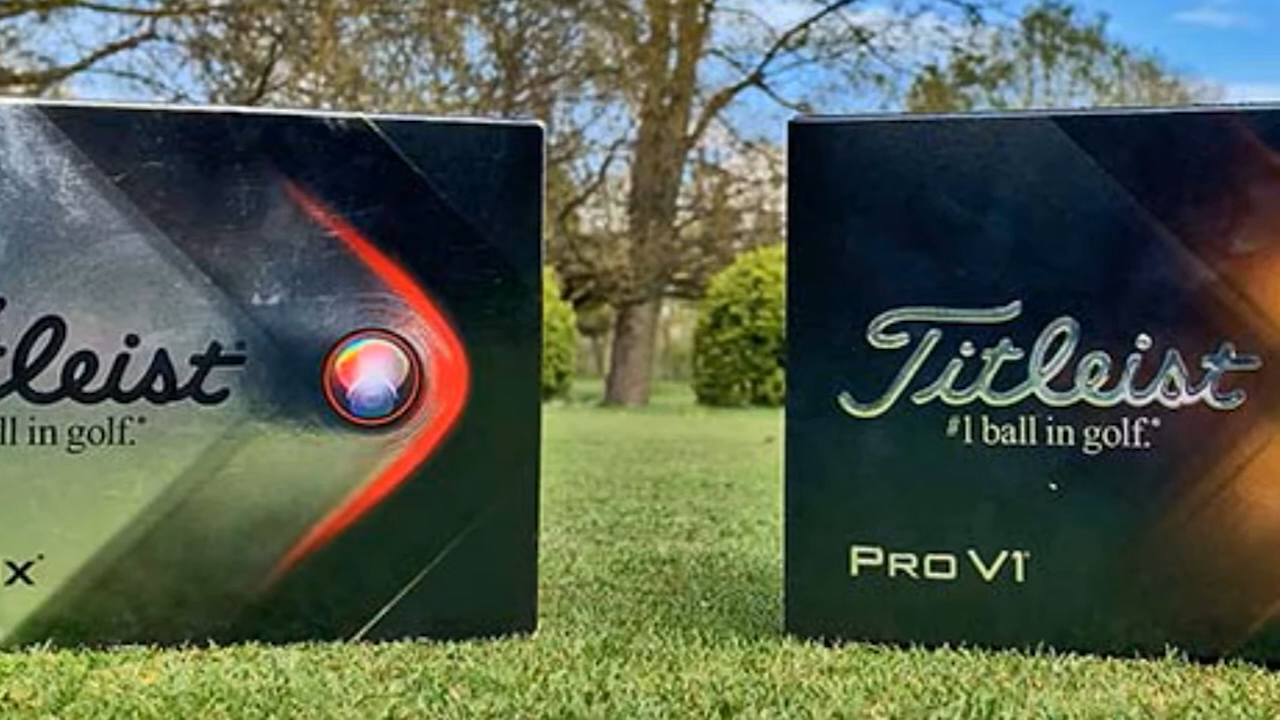 tleist
ll in golf.®
x
Titleist
#1 ball in golf.®
PRO V1